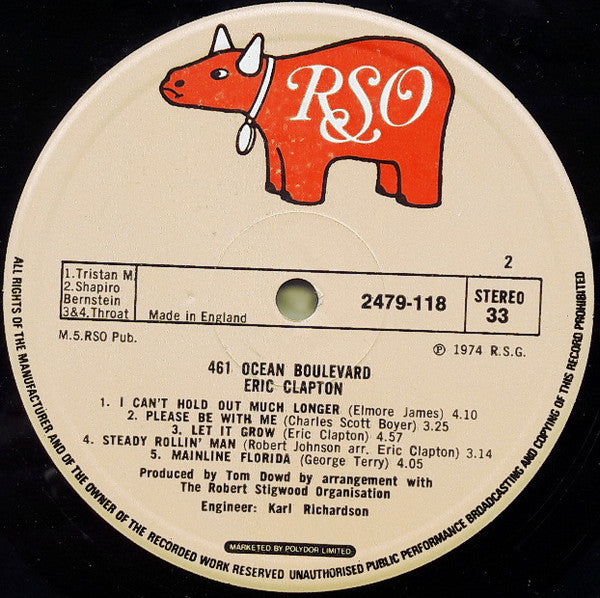 RSO
2
1.Tristan M
2.Shapiro
Bernstein
3&4.Throat
Made in England
2479-118
STEREO
33
M.5.RSO Pub.
℗ 1974 R.S.G.
461 OCEAN BOULEVARD
ERIC CLAPTON
1. I CAN'T HOLD OUT MUCH LONGER (Elmore James) 4.10
2. PLEASE BE WITH ME (Charles Scott Boyer) 3.25
3. LET IT GROW (Eric Clapton) 4.57
4. STEADY ROLLIN' MAN (Robert Johnson arr. Eric Clapton) 3.14
5. MAINLINE FLORIDA (George Terry) 4.05
Produced by Tom Dowd by arrangement with
The Robert Stigwood Organisation
Engineer: Karl Richardson
MARKETED BY POLYDOR LIMITED
ALL RIGHTS OF THE MANUFACTURER AND OF THE OWNER OF THE RECORDED WORK RESERVED UNAUTHORISED PUBLIC PERFORMANCE BROADCASTING AND COPYING OF THIS RECORD PROHIBITED